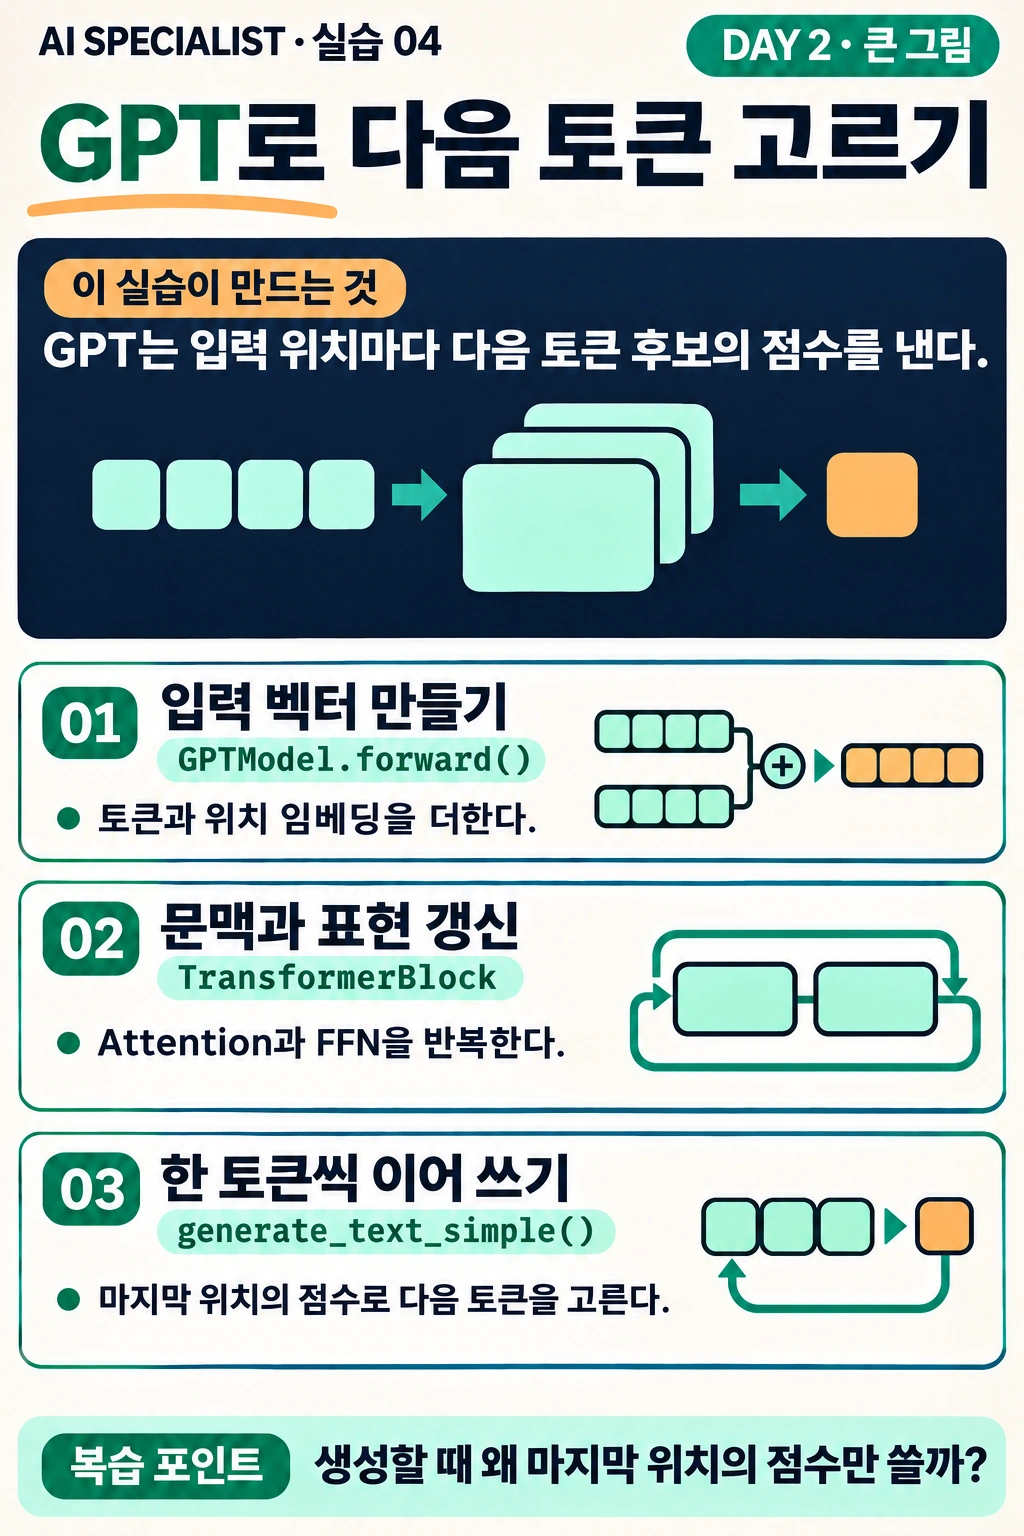 AI SPECIALIST · 실습 04
DAY 2 · 큰 그림
GPT로 다음 토큰 고르기
이 실습이 만드는 것
GPT는 입력 위치마다 다음 토큰 후보의 점수를 낸다.
01
입력 벡터 만들기
GPTModel.forward()
토큰과 위치 임베딩을 더한다.
+
02
문맥과 표현 갱신
TransformerBlock
Attention과 FFN을 반복한다.
03
한 토큰씩 이어 쓰기
generate_text_simple()
마지막 위치의 점수로 다음 토큰을 고른다.
복습 포인트
생성할 때 왜 마지막 위치의 점수만 쓸까?